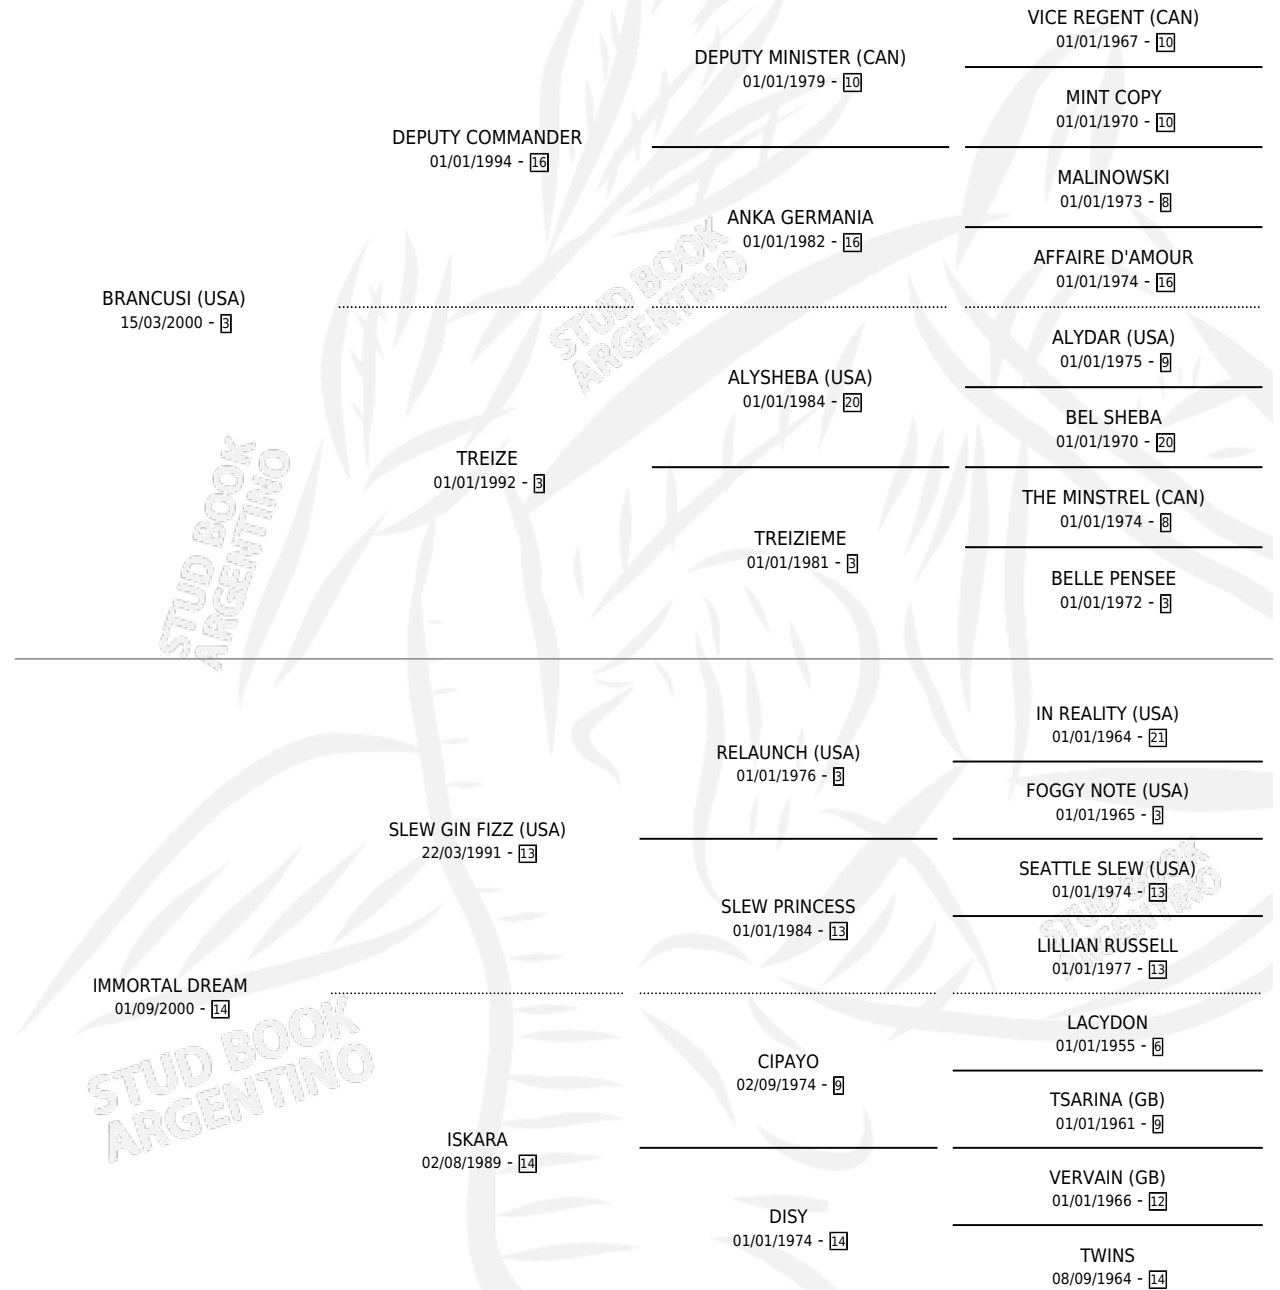 VICE REGENT (CAN)
01/01/1967 - 10
DEPUTY MINISTER (CAN)
01/01/1979 - 10
MINT COPY
01/01/1970 - 10
DEPUTY COMMANDER
01/01/1994 - 16
MALINOWSKI
01/01/1973 - 8
ANKA GERMANIA
01/01/1982 - 16
AFFAIRE D'AMOUR
01/01/1974 - 16
BRANCUSI (USA)
15/03/2000 - 3
ALYDAR (USA)
01/01/1975 - 9
ALYSHEBA (USA)
01/01/1984 - 20
BEL SHEBA
01/01/1970 - 20
TREIZE
01/01/1992 - 3
THE MINSTREL (CAN)
01/01/1974 - 8
TREIZIEME
01/01/1981 - 3
BELLE PENSEE
01/01/1972 - 3
IN REALITY (USA)
01/01/1964 - 21
RELAUNCH (USA)
01/01/1976 - 3
FOGGY NOTE (USA)
01/01/1965 - 3
SLEW GIN FIZZ (USA)
22/03/1991 - 13
SEATTLE SLEW (USA)
01/01/1974 - 13
SLEW PRINCESS
01/01/1984 - 13
LILLIAN RUSSELL
01/01/1977 - 13
IMMORTAL DREAM
01/09/2000 - 14
LACYDON
01/01/1955 - 6
CIPAYO
02/09/1974 - 9
TSARINA (GB)
01/01/1961 - 9
ISKARA
02/08/1989 - 14
VERVAIN (GB)
01/01/1966 - 12
DISY
01/01/1974 - 14
TWINS
08/09/1964 - 14
STUD BOOK
ARGENTINO
STUD BOOK
ARGENTINO
STUD BOOK
ARGENTINO
STUD BOOK
ARGENTINO